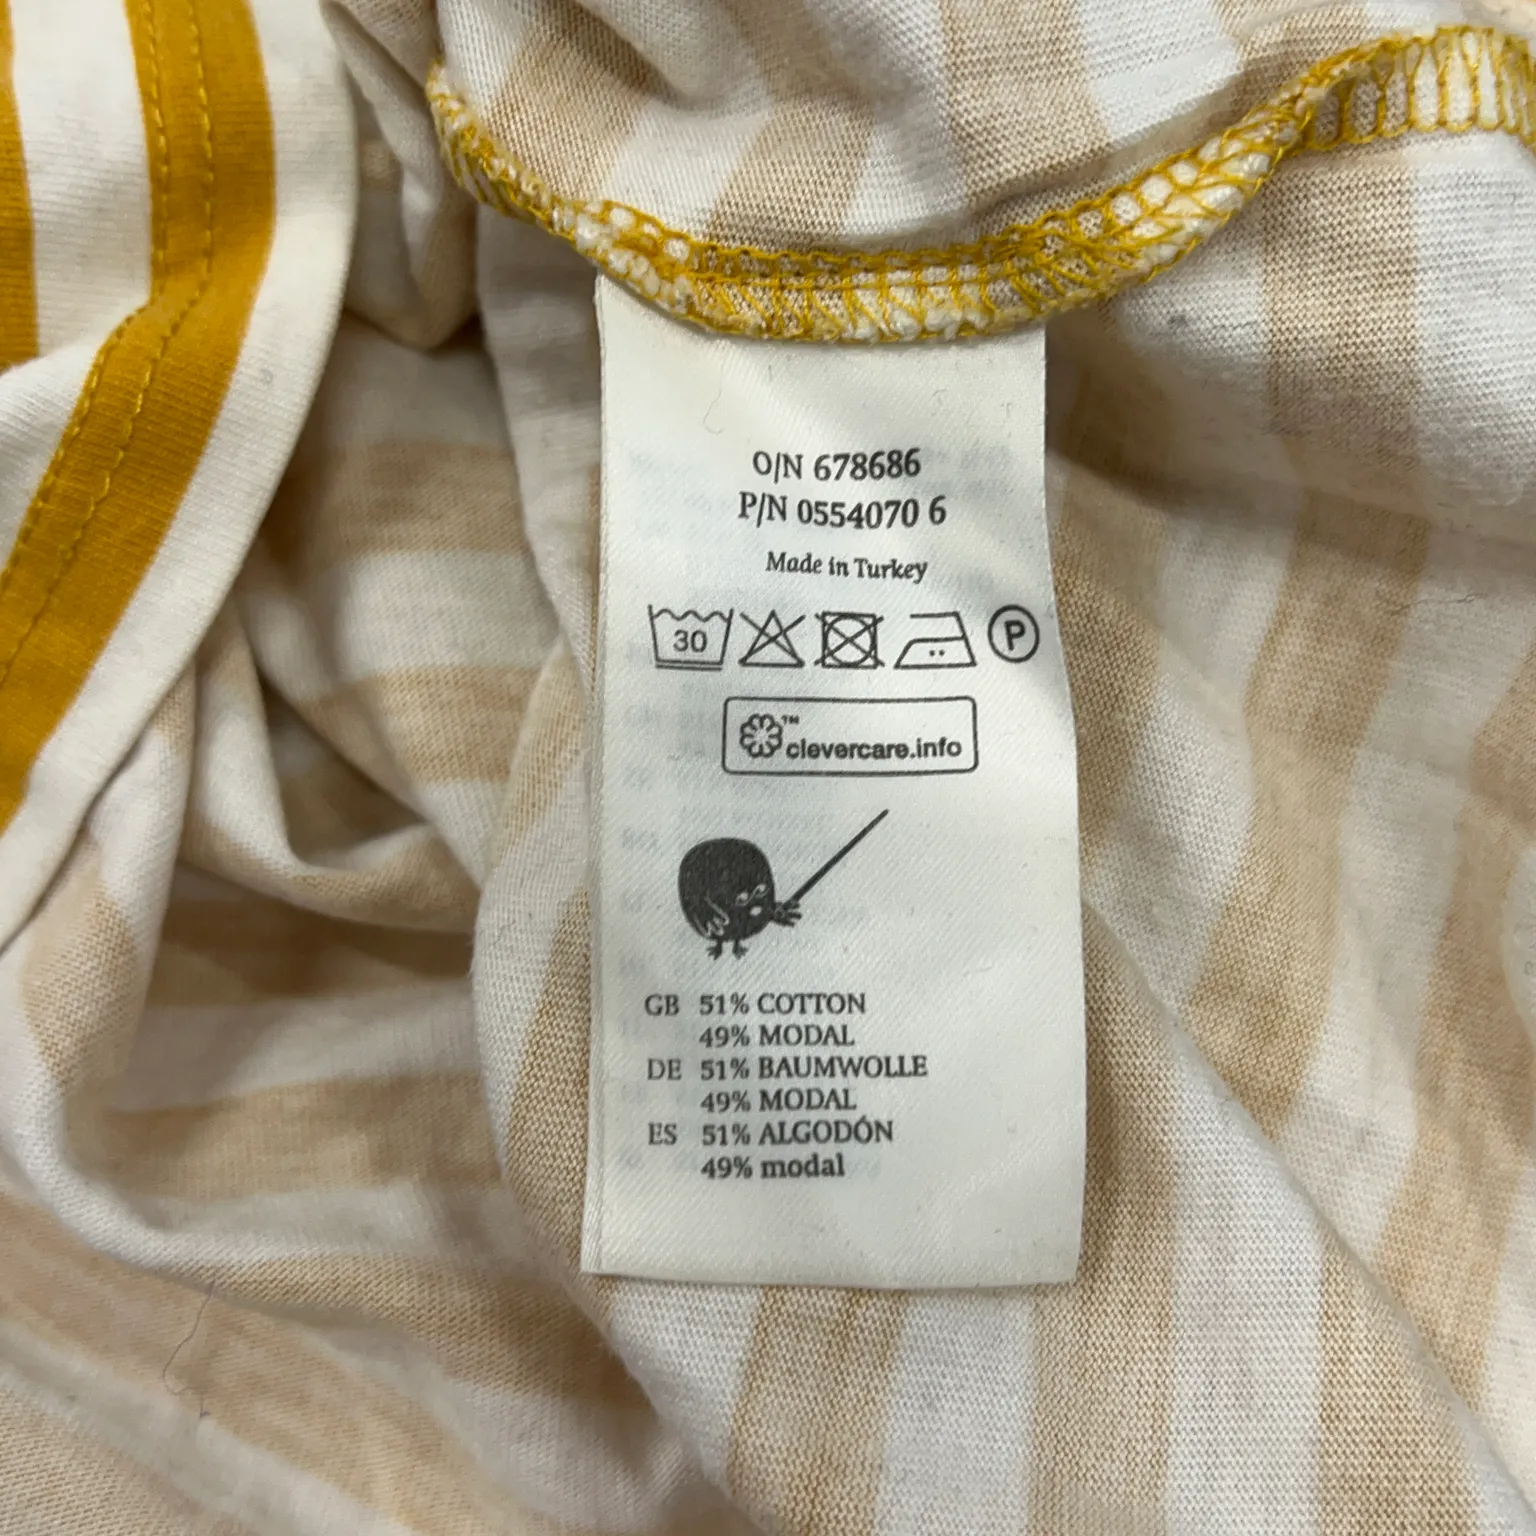 O/N 678686
P/N 0554070 6
Made in Turkey
30 P
™ clevercare.info
GB 51% COTTON
49% MODAL
DE 51% BAUMWOLLE
49% MODAL
ES 51% ALGODÓN
49% modal